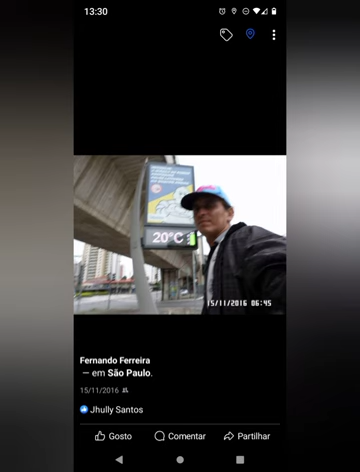 13:30
20°C
15/11/2016 06:45
Fernando Ferreira
— em São Paulo.
15/11/2016
Jhully Santos
Gosto Comentar Partilhar